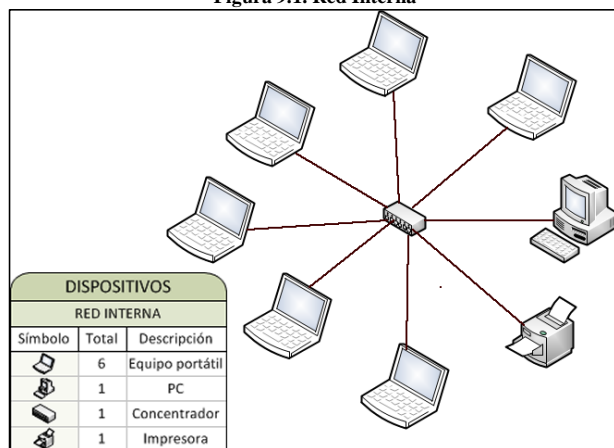 Figura 9.1. Red Interna
DISPOSITIVOS
RED INTERNA
Símbolo Total Descripción
6 Equipo portátil
1 PC
1 Concentrador
1 Impresora